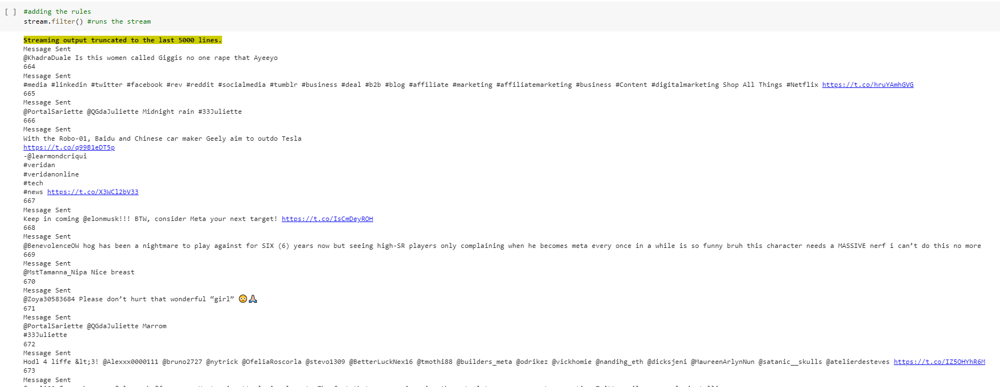 [ ] #adding the rules
stream.filter() #runs the stream
Streaming output truncated to the last 5000 lines.
Message Sent
@KhadraDuale Is this women called Giggis no one rape that Ayeeyo
664
Message Sent
#media #linkedin #twitter #facebook #rev #reddit #socialmedia #tumblr #business #deal #b2b #blog #affiliate #marketing #affiliatemarketing #business #Content #digitalmarketing Shop All Things #Netflix https://t.co/hruYAmhGVG
665
Message Sent
@PortalSariette @QGdaJuliette Midnight rain #33Juliette
666
Message Sent
With the Robo-01, Baidu and Chinese car maker Geely aim to outdo Tesla
https://t.co/q99B1eDT5p
-@learmondcriqui
#veridan
#veridanonline
#tech
#news https://t.co/X3WCl2bV33
667
Message Sent
Keep in coming @elonmusk!!! BTW, consider Meta your next target! https://t.co/IsCmDeyROH
668
Message Sent
@BenevolenceOW hog has been a nightmare to play against for SIX (6) years now but seeing high-SR players only complaining when he becomes meta every once in a while is so funny bruh this character needs a MASSIVE nerf i can’t do this no more
669
Message Sent
@MstTamanna_Nipa Nice breast
670
Message Sent
@Zoya30583684 Please don’t hurt that wonderful “girl” 😳🙏🏼
671
Message Sent
@PortalSariette @QGdaJuliette Marrom
#33Juliette
672
Message Sent
Hodl 4 liffe &lt;3! @Alexxx0000111 @bruno2727 @nytrick @OfeliaRoscorla @stevo1309 @BetterLuckNex16 @tmothi88 @builders_meta @odrikez @vickhomie @nandihg_eth @dicksjeni @MaureenArlynNun @satanic__skulls @atelierdesteves https://t.co/IZ5OHYhR6M
673
Message Sent